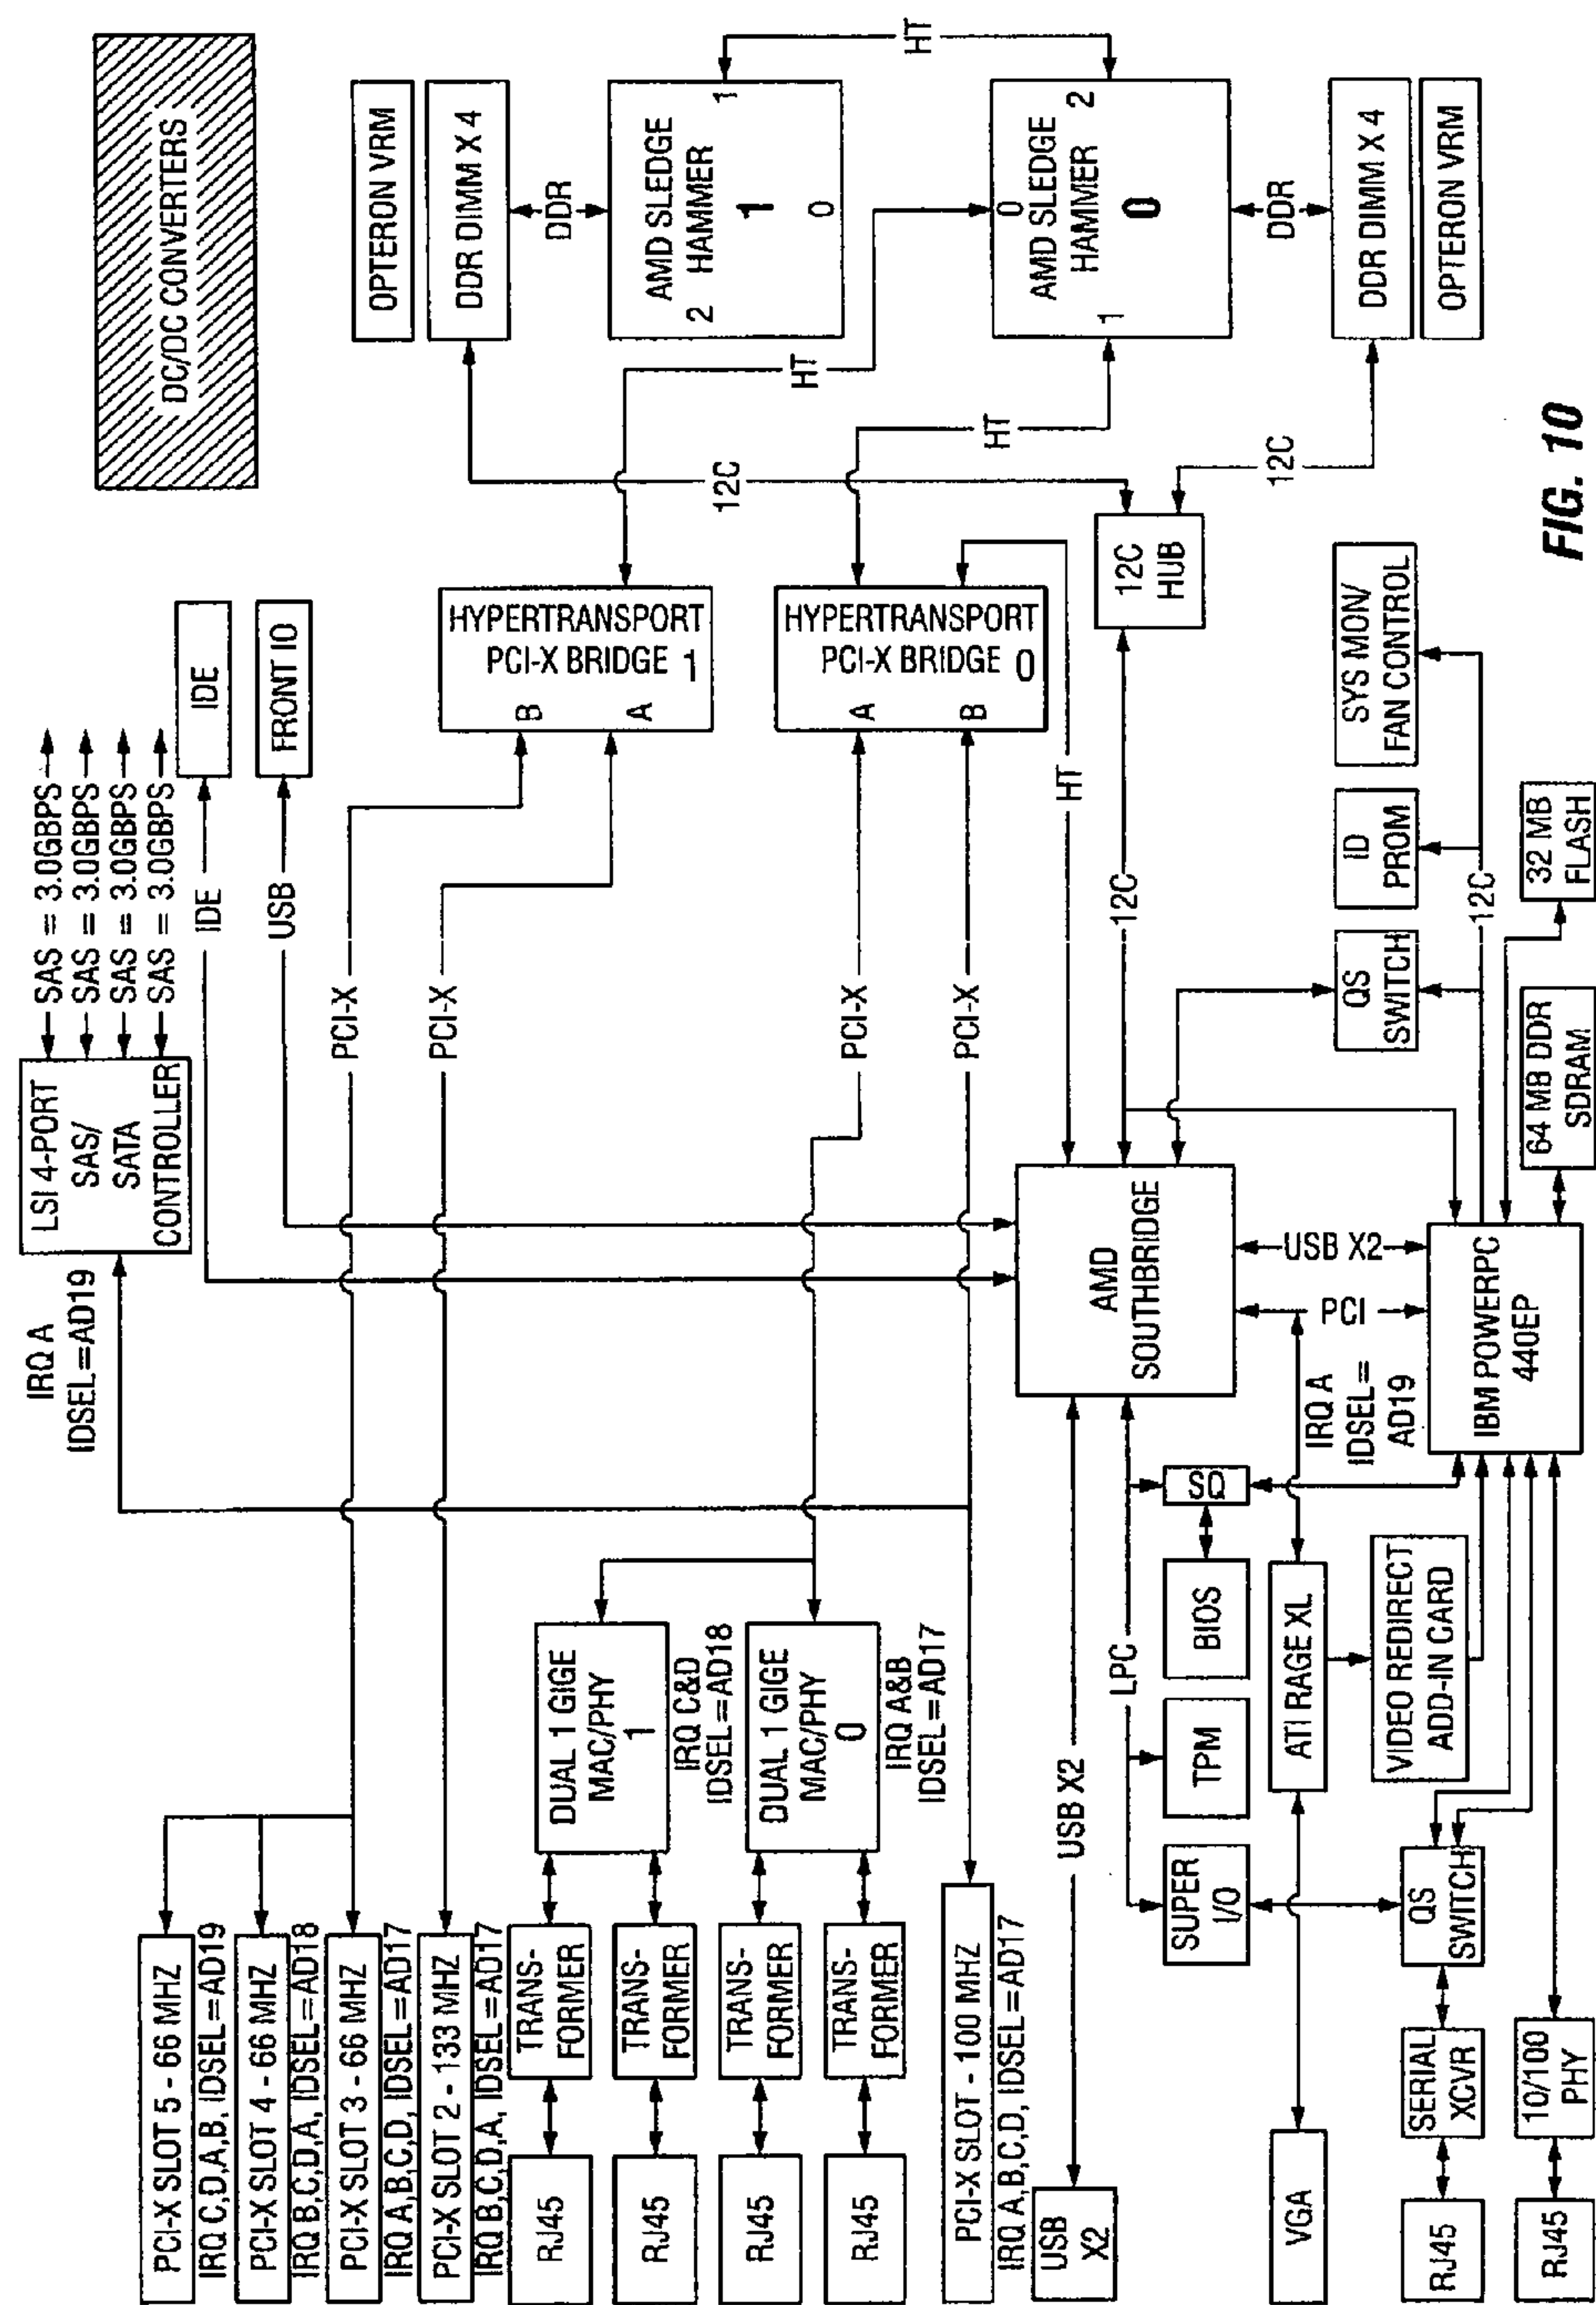 DC/DC CONVERTERS
OPTERON VRM
DDR DIMM X 4
DDR
AMD SLEDGE
HAMMER
1
1
2
0
HT
AMD SLEDGE
HAMMER
0
0
2
1
DDR
DDR DIMM X 4
OPTERON VRM
HT
HT
12C
12C
12C
HUB
HYPERTRANSPORT
PCI-X BRIDGE 1
B
A
HYPERTRANSPORT
PCI-X BRIDGE 0
A
B
HT
12C
IDE
FRONT IO
SAS = 3.0GBPS
SAS = 3.0GBPS
SAS = 3.0GBPS
SAS = 3.0GBPS
IDE
USB
LSI 4-PORT
SAS/
SATA
CONTROLLER
IRQ A
IDSEL=AD19
PCI-X
PCI-X
PCI-X
PCI-X
SYS MON/
FAN CONTROL
ID
PROM
QS
SWITCH
12C
32 MB
FLASH
64 MB DDR
SDRAM
AMD
SOUTHBRIDGE
USB X2
PCI
IRQ A
IDSEL=
AD19
IBM POWERPC
440EP
SQ
BIOS
LPC
TPM
SUPER
I/O
ATI RAGE XL
VIDEO REDIRECT
ADD-IN CARD
QS
SWITCH
SERIAL
XCVR
10/100
PHY
RJ45
RJ45
VGA
USB X2
USB
X2
DUAL 1 GIGE
MAC/PHY
1
IRQ C&D
IDSEL=AD18
DUAL 1 GIGE
MAC/PHY
0
IRQ A&B
IDSEL=AD17
PCI-X SLOT 5 - 66 MHZ
IRQ C,D,A,B, IDSEL=AD19
PCI-X SLOT 4 - 66 MHZ
IRQ B,C,D,A, IDSEL=AD18
PCI-X SLOT 3 - 66 MHZ
IRQ A,B,C,D, IDSEL=AD17
PCI-X SLOT 2 - 133 MHZ
IRQ B,C,D,A, IDSEL=AD17
TRANS-
FORMER
TRANS-
FORMER
TRANS-
FORMER
TRANS-
FORMER
RJ45
RJ45
RJ45
RJ45
PCI-X SLOT - 100 MHZ
IRQ A,B,C,D, IDSEL=AD17
FIG. 10